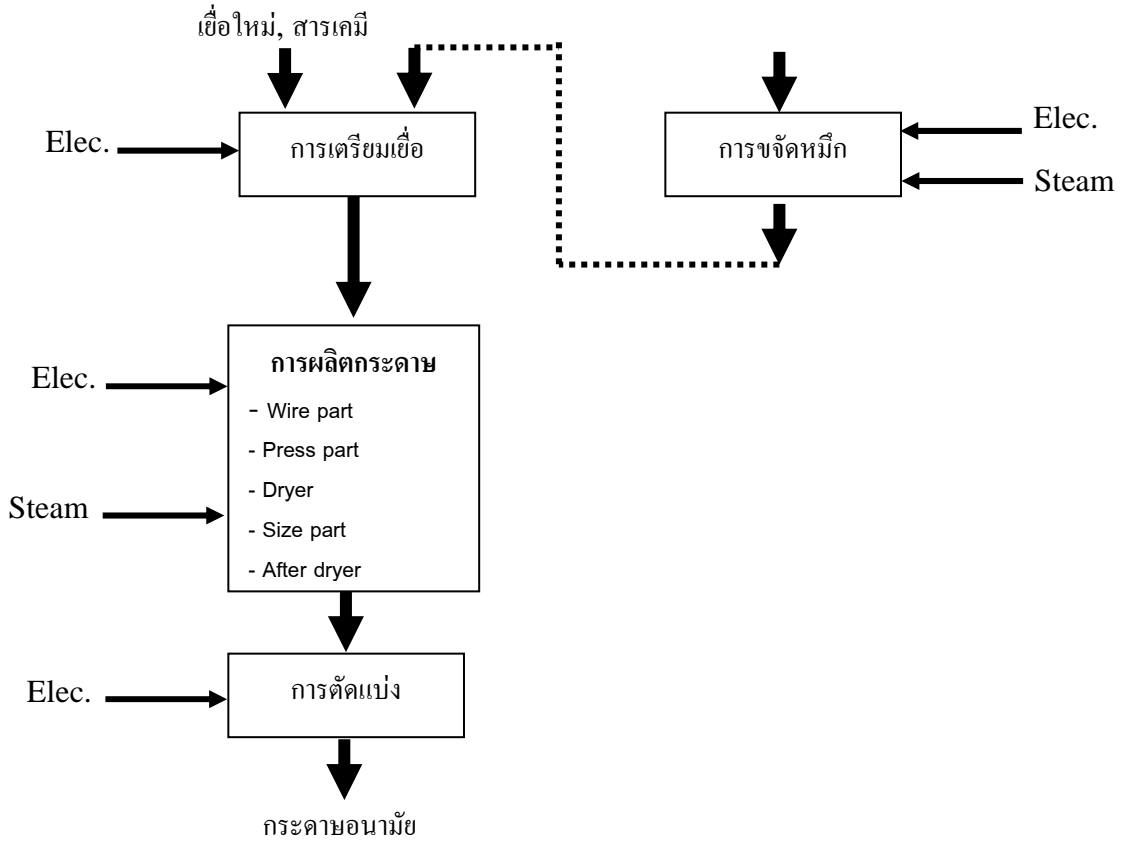 เยื่อใหม่, สารเคมี
Elec.
การเตรียมเยื่อ
การขจัดหมึก
Elec.
Steam
Elec.
Steam
การผลิตกระดาษ
- Wire part
- Press part
- Dryer
- Size part
- After dryer
Elec.
การตัดแบ่ง
กระดาษอนามัย